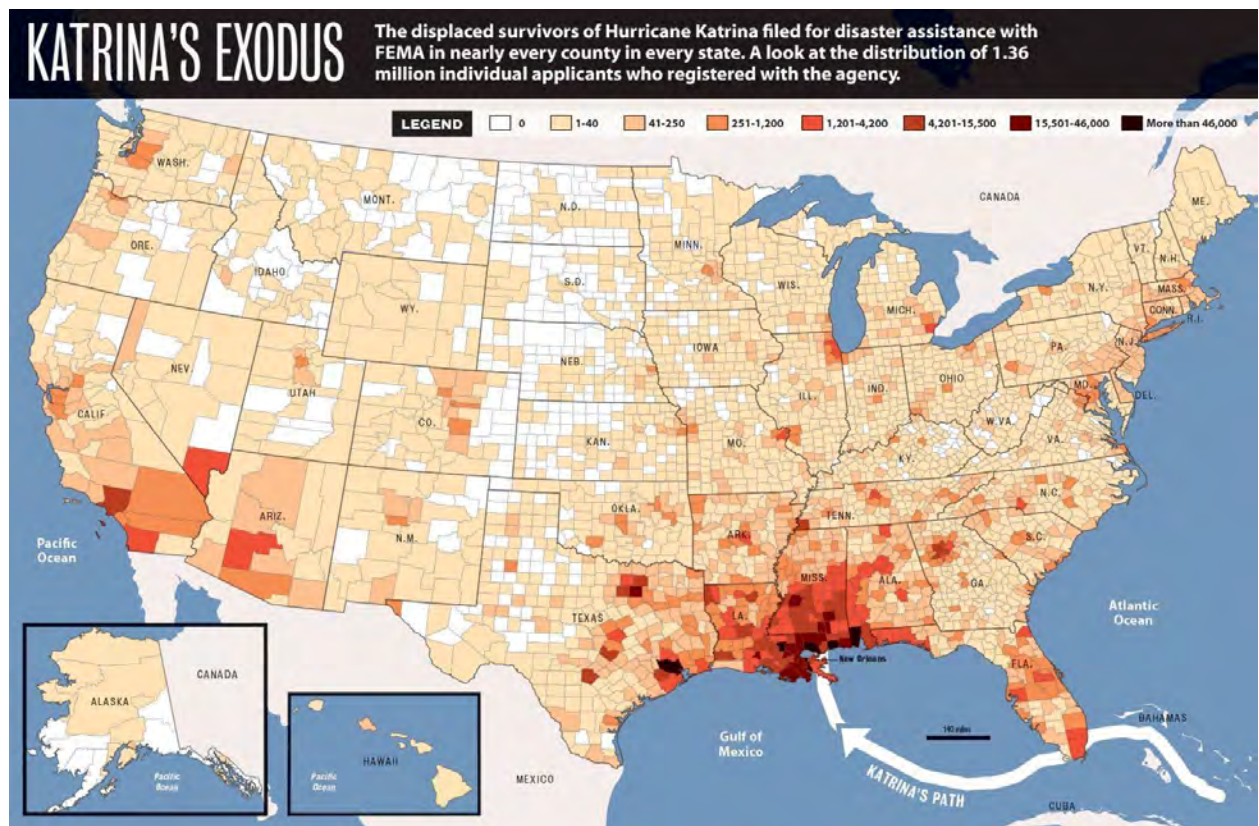 KATRINA'S EXODUS
The displaced survivors of Hurricane Katrina filed for disaster assistance with
FEMA in nearly every county in every state. A look at the distribution of 1.36
million individual applicants who registered with the agency.
LEGEND 0 1-40 41-250 251-1,200 1,201-4,200 4,201-15,500 15,501-46,000 More than 46,000
CANADA
WASH.
MONT.
N.D.
MINN.
ME.
VT.
N.H.
ORE.
IDAHO
S.D.
WIS.
MICH.
N.Y.
MASS.
CONN.
R.I.
WY.
IOWA
PA.
N.J.
NEB.
NEV.
UTAH
CO.
ILL.
IND.
OHIO
MD.
DEL.
CALIF
KAN.
MO.
W.VA.
VA.
KY.
ARIZ.
N.M.
OKLA.
ARK.
TENN.
N.C.
S.C.
Pacific
Ocean
MISS.
ALA.
GA.
TEXAS
LA.
Atlantic
Ocean
New Orleans
FLA.
CANADA
ALASKA
Pacific
Ocean
HAWAII
Pacific
Ocean
MEXICO
Gulf of
Mexico
140 miles
BAHAMAS
KATRINA'S PATH
CUBA